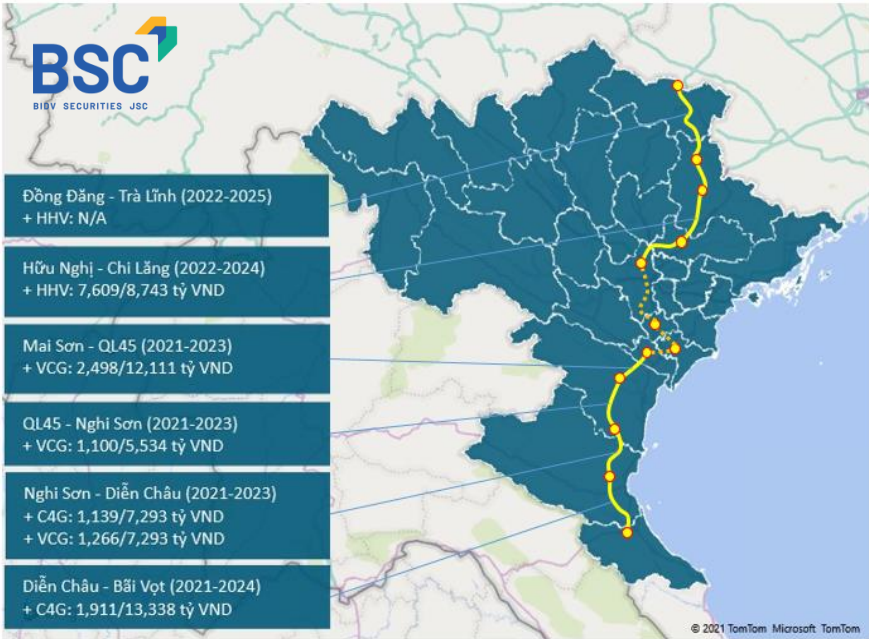 BSC
BIDV SECURITIES JSC
Đồng Đăng - Trà Lĩnh (2022-2025)
+ HHV: N/A
Hữu Nghị - Chi Lăng (2022-2024)
+ HHV: 7,609/8,743 tỷ VND
Mai Sơn - QL45 (2021-2023)
+ VCG: 2,498/12,111 tỷ VND
QL45 - Nghi Sơn (2021-2023)
+ VCG: 1,100/5,534 tỷ VND
Nghi Sơn - Diễn Châu (2021-2023)
+ C4G: 1,139/7,293 tỷ VND
+ VCG: 1,266/7,293 tỷ VND
Diễn Châu - Bãi Vọt (2021-2024)
+ C4G: 1,911/13,338 tỷ VND
© 2021 TomTom Microsoft TomTom